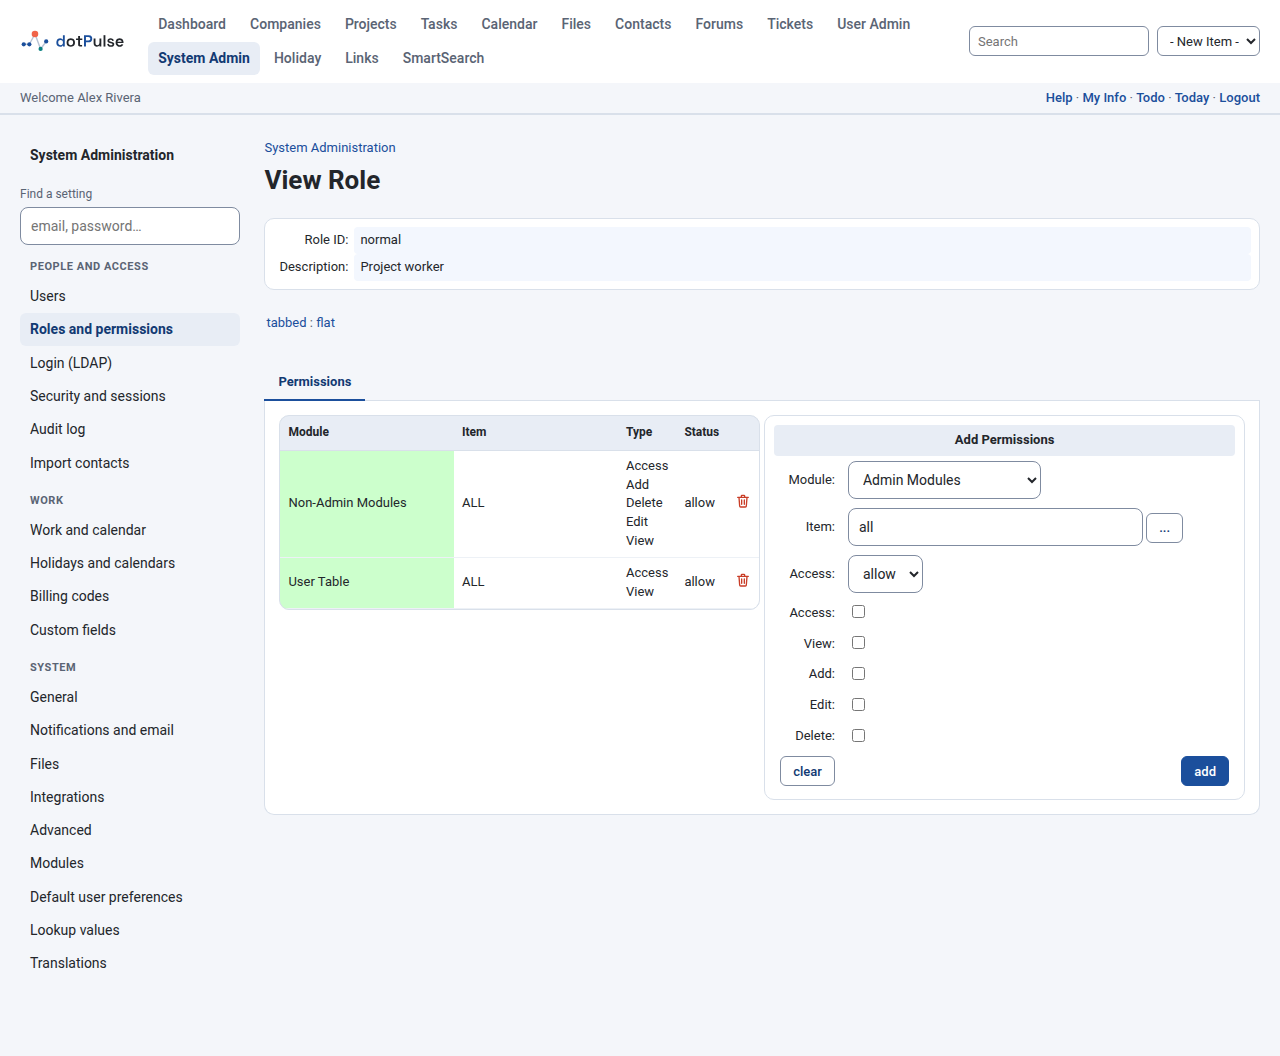 dotPulse
Dashboard Companies Projects Tasks Calendar Files Contacts Forums Tickets User Admin
System Admin Holiday Links SmartSearch
Search
- New Item -
Welcome Alex Rivera
Help · My Info · Todo · Today · Logout
System Administration
Find a setting
email, password…
PEOPLE AND ACCESS
Users
Roles and permissions
Login (LDAP)
Security and sessions
Audit log
Import contacts
WORK
Work and calendar
Holidays and calendars
Billing codes
Custom fields
SYSTEM
General
Notifications and email
Files
Integrations
Advanced
Modules
Default user preferences
Lookup values
Translations
System Administration
View Role
Role ID: normal
Description: Project worker
tabbed : flat
Permissions
Module Item Type Status
Non-Admin Modules ALL Access Add Delete Edit View allow
User Table ALL Access View allow
Add Permissions
Module: Admin Modules
Item: all ...
Access: allow
Access:
View:
Add:
Edit:
Delete:
clear add